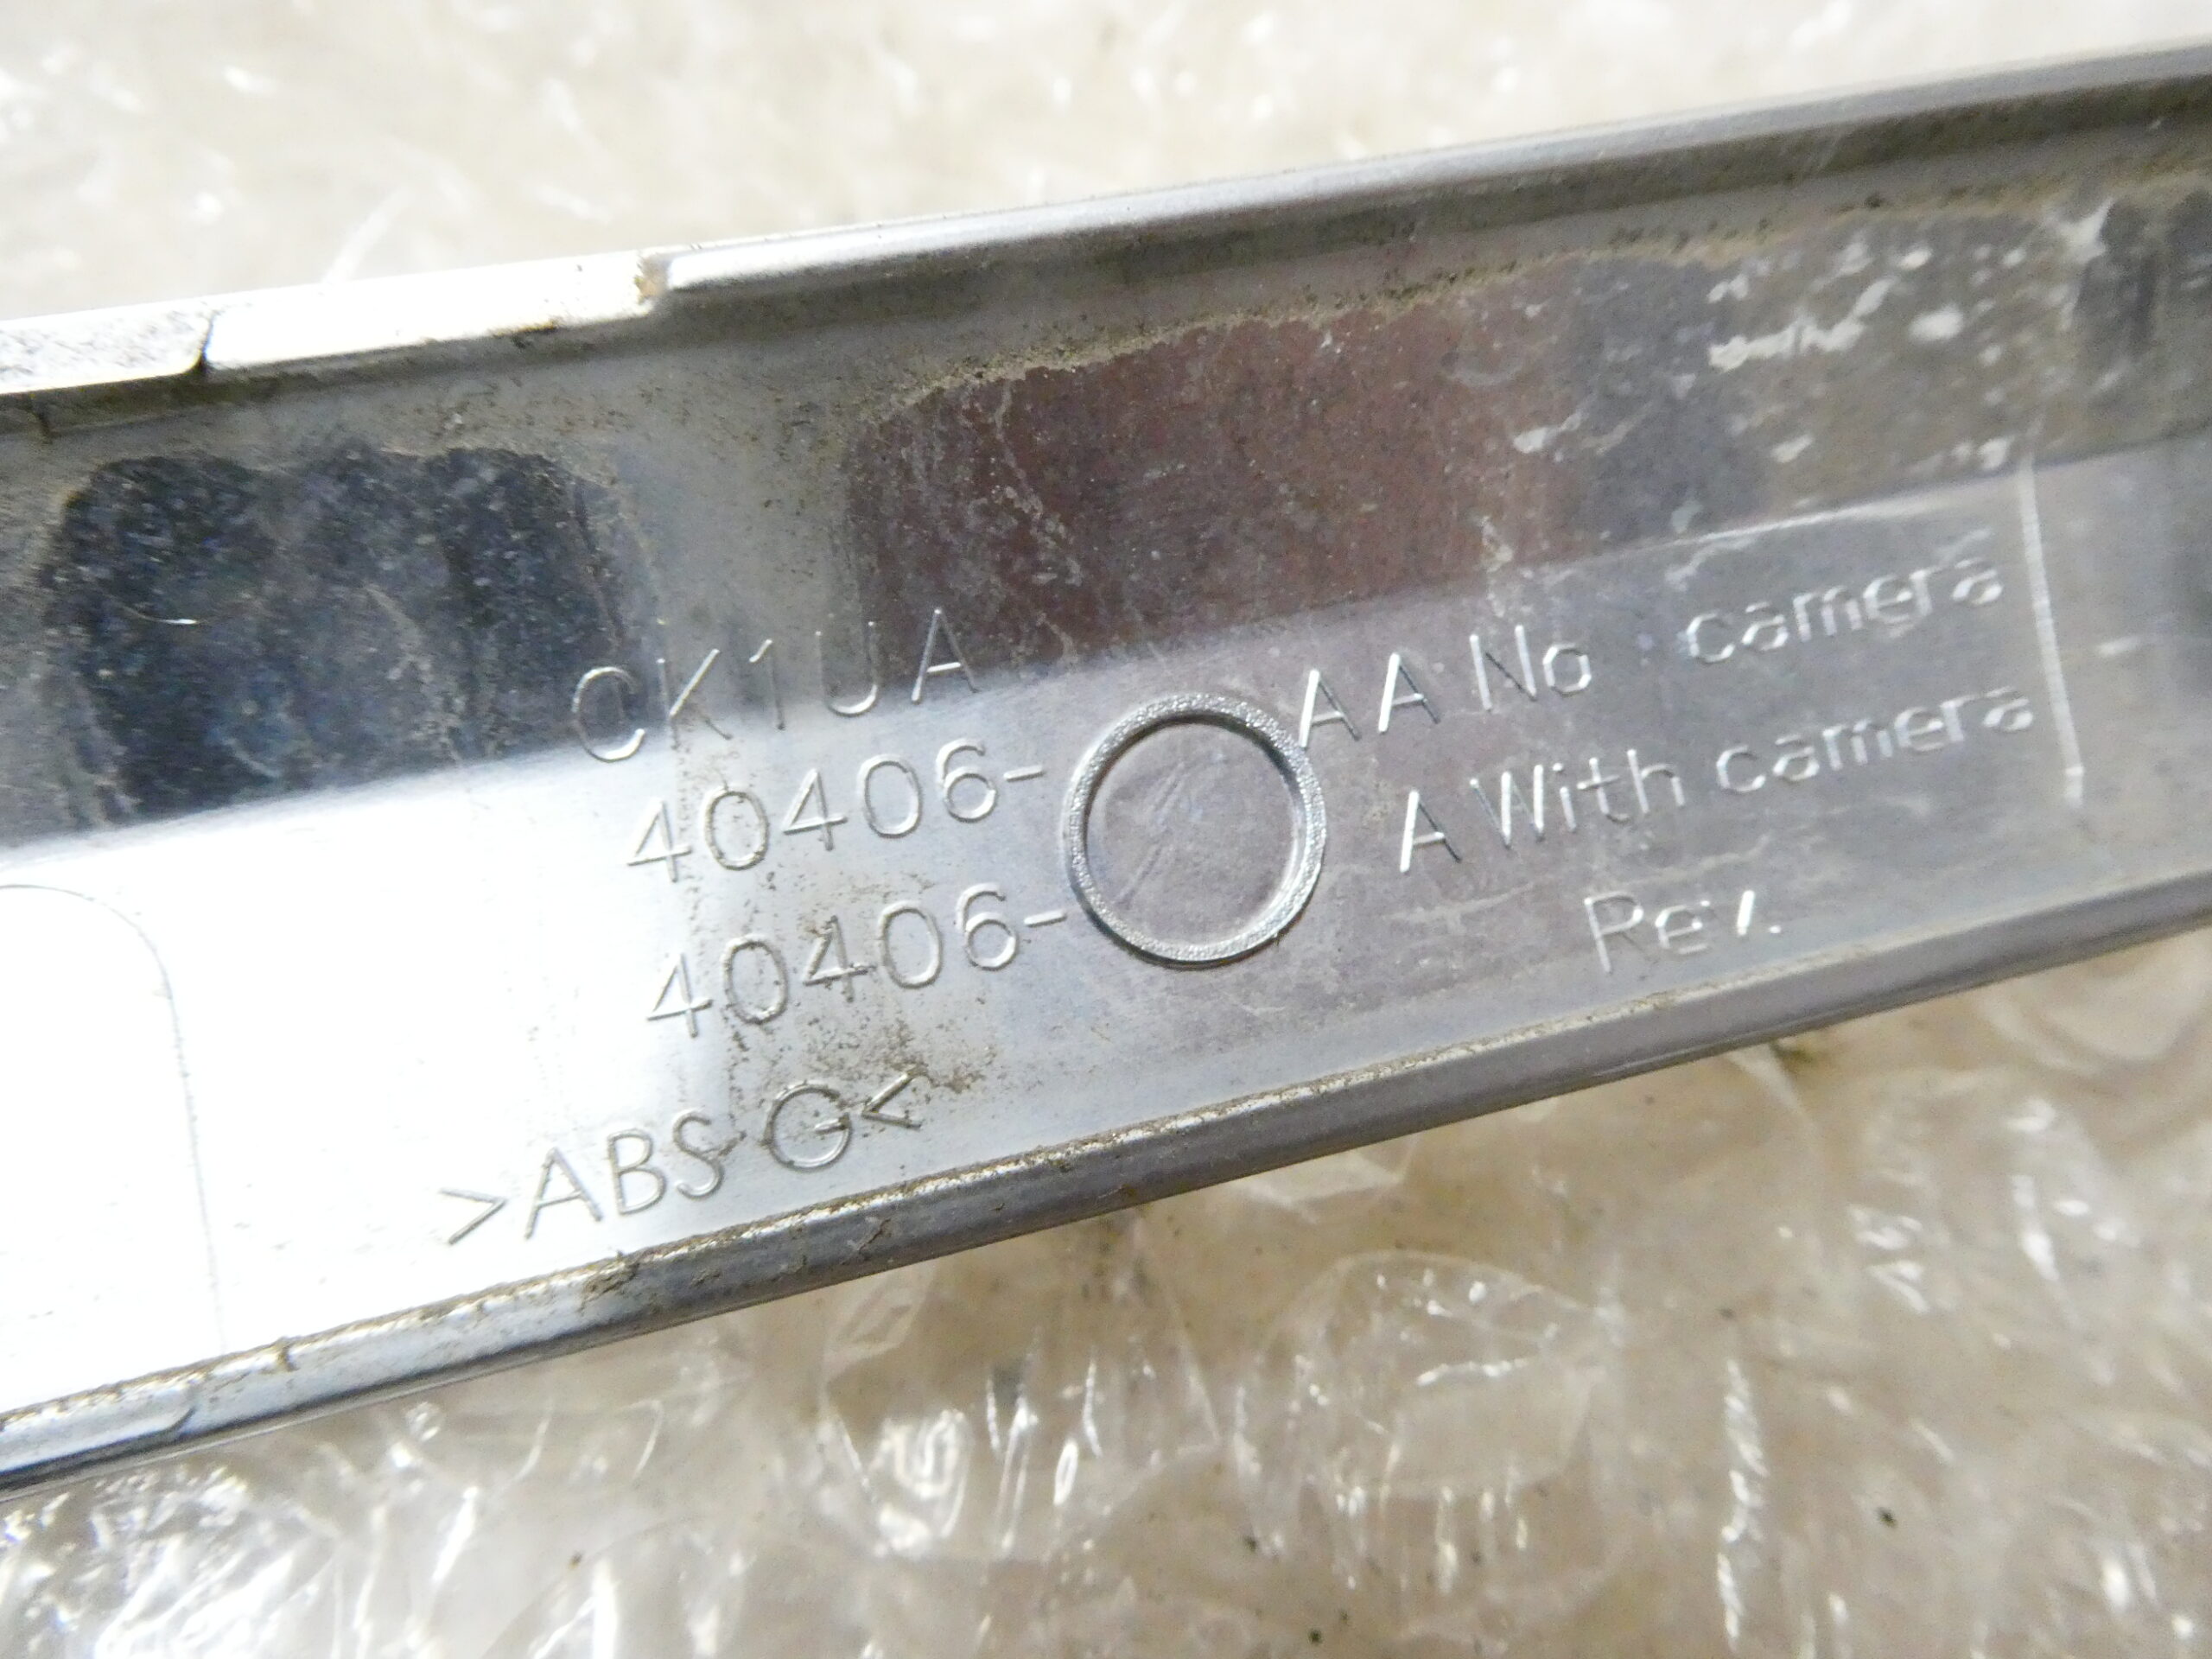 CK1UA
40406- AA No camera
40406- A With camera
Rev.
>ABS G<